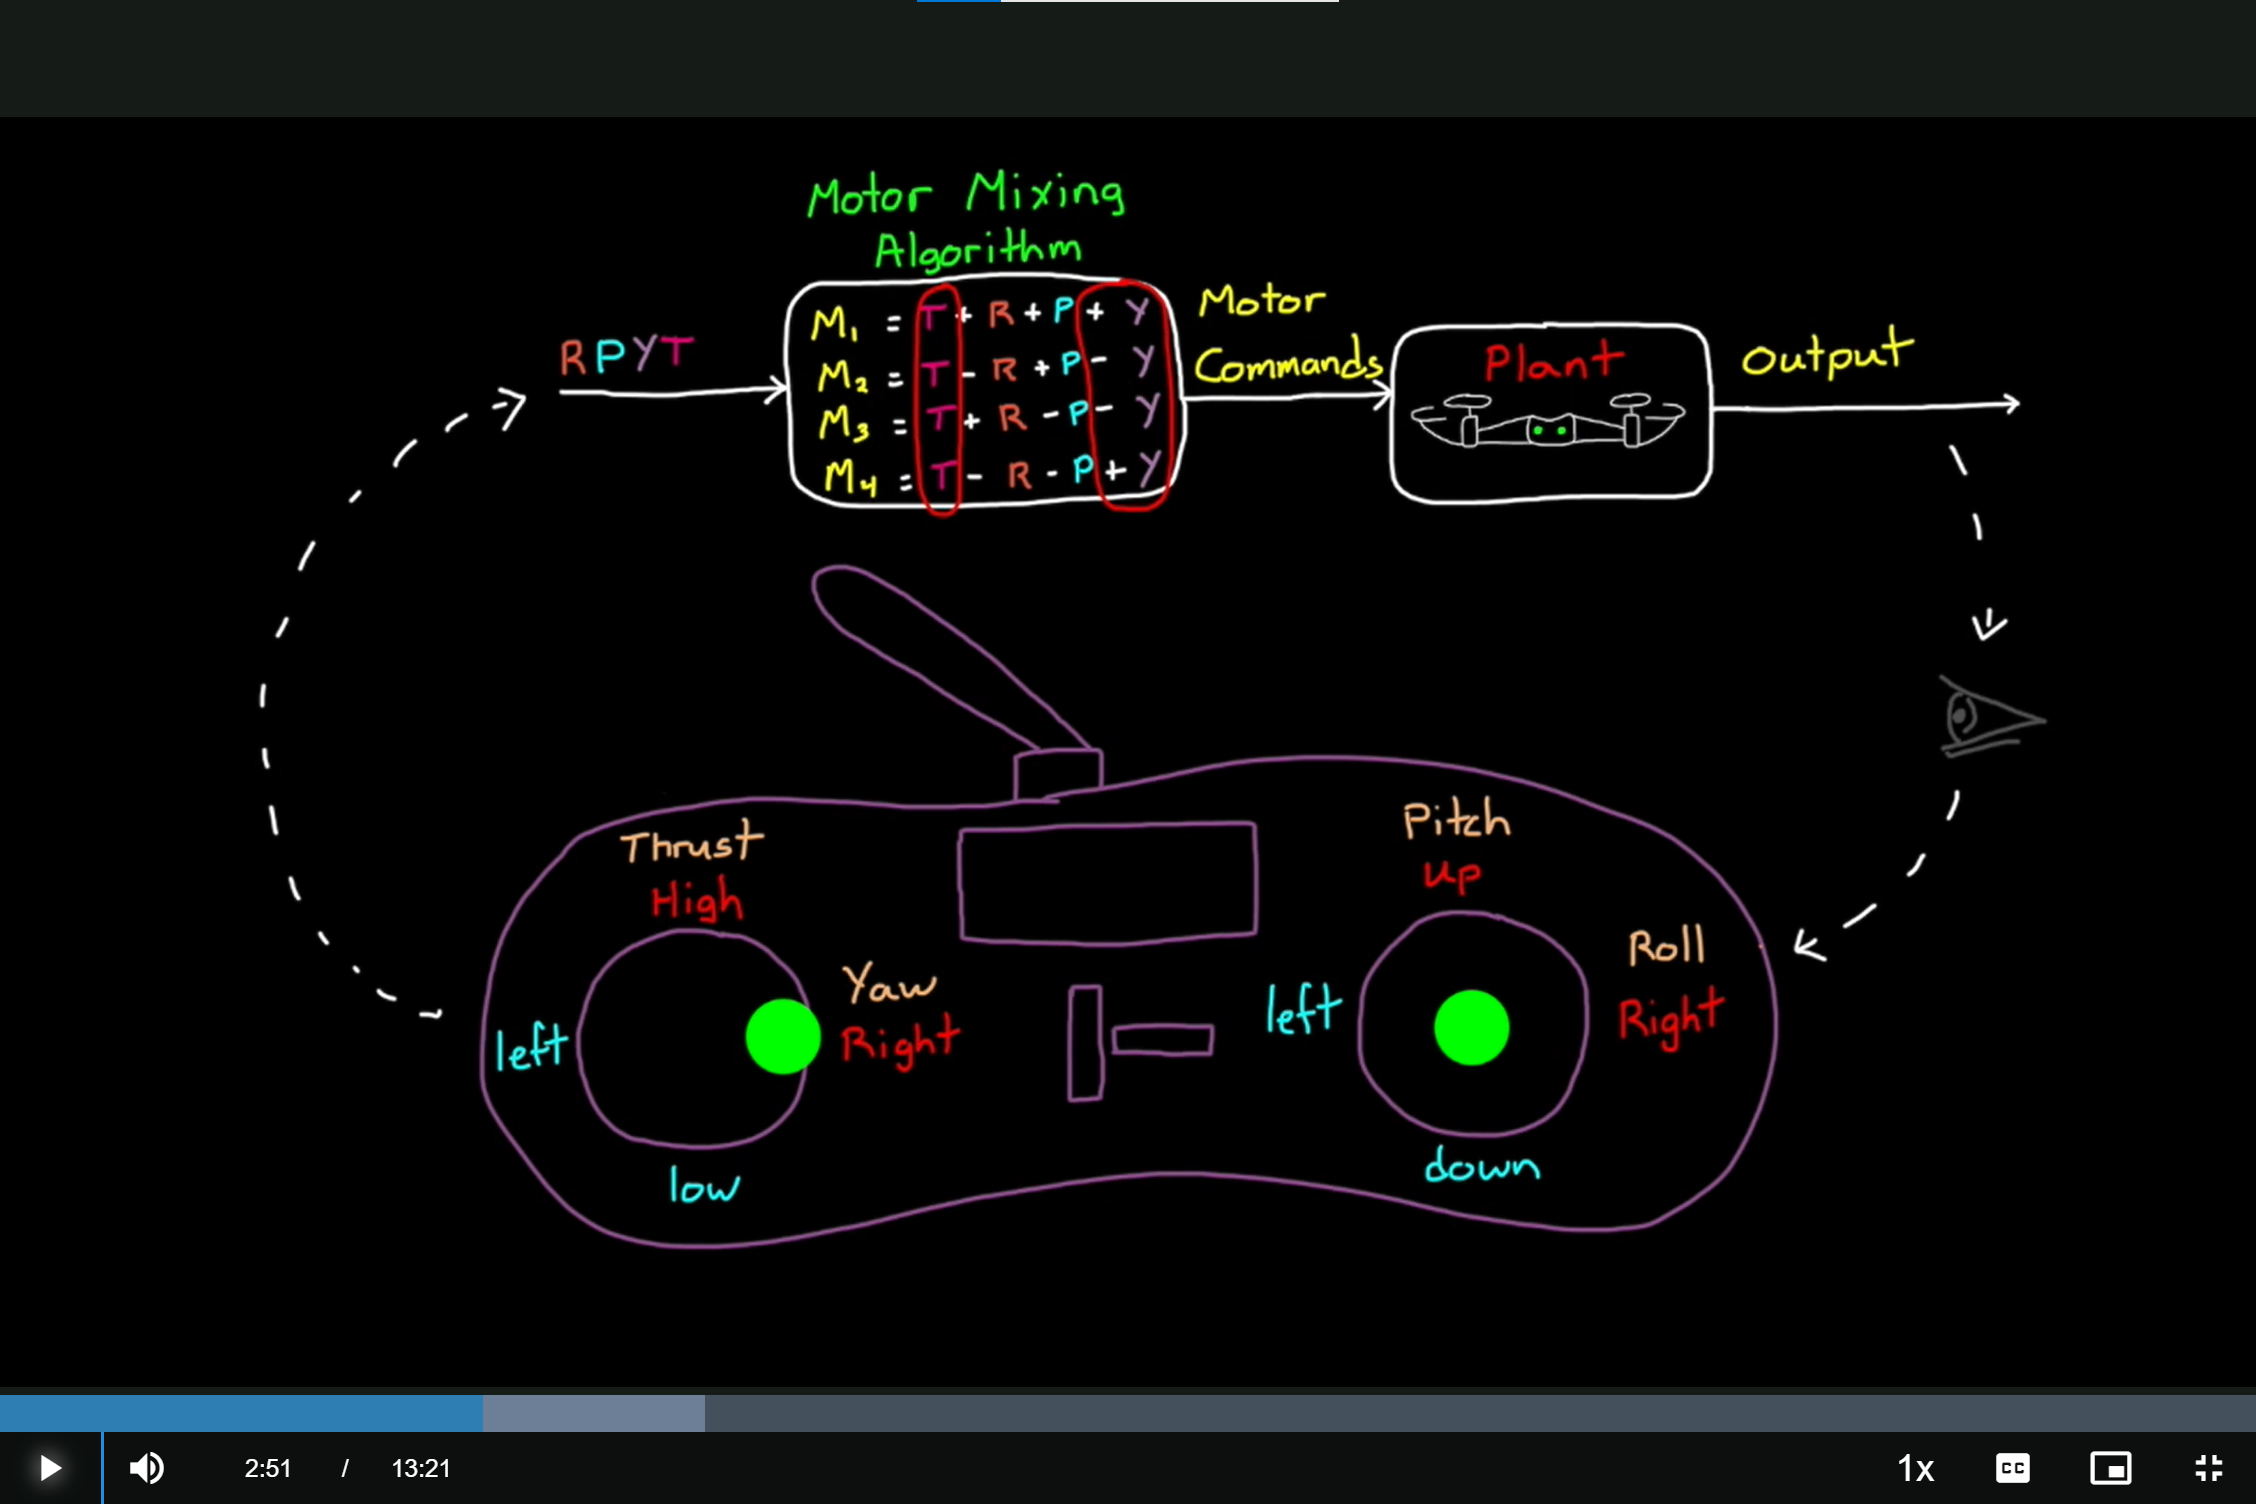 Motor Mixing
Algorithm
RPYT
M1 = T + R + P + Y
M2 = T - R + P - Y
M3 = T + R - P - Y
M4 = T - R - P + Y
Motor
Commands
Plant
Output
Thrust
High
left
Yaw
Right
low
Pitch
up
left
Roll
Right
down
2:51 / 13:21
1x
CC